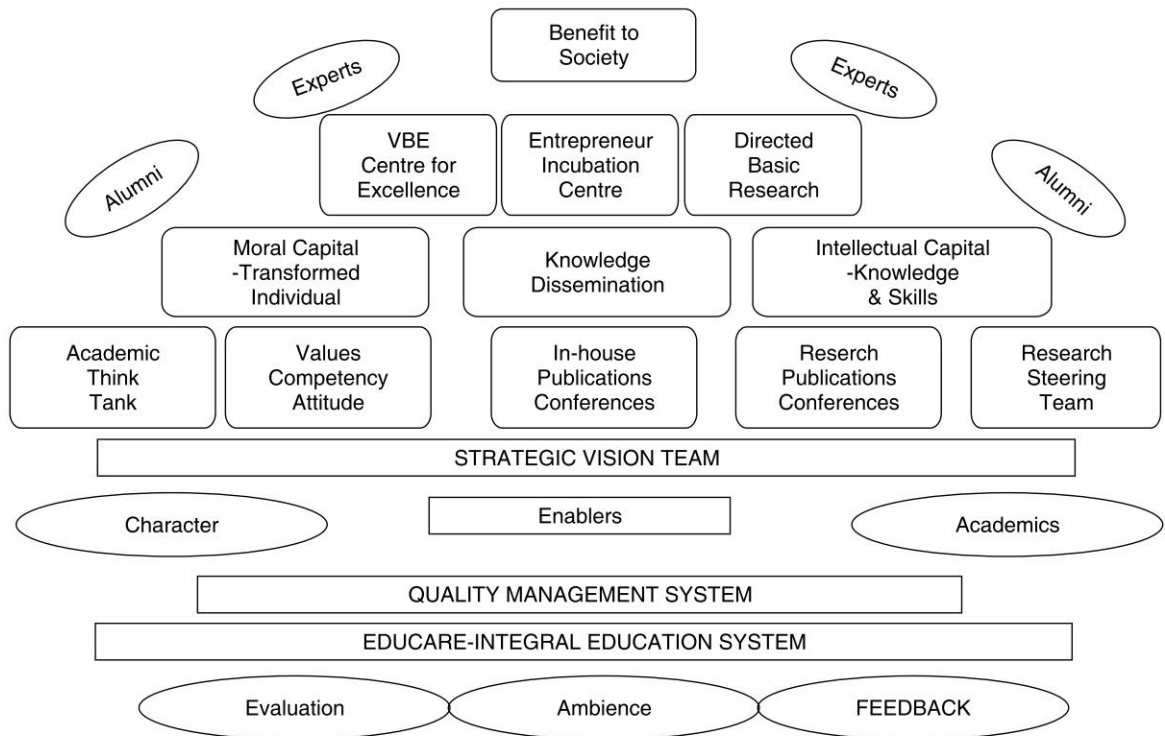 Benefit to
Society
Experts
Experts
VBE
Centre for
Excellence
Entrepreneur
Incubation
Centre
Directed
Basic
Research
Alumni
Alumni
Moral Capital
-Transformed
Individual
Knowledge
Dissemination
Intellectual Capital
-Knowledge
& Skills
Academic
Think
Tank
Values
Competency
Attitude
In-house
Publications
Conferences
Reserch
Publications
Conferences
Research
Steering
Team
STRATEGIC VISION TEAM
Character
Enablers
Academics
QUALITY MANAGEMENT SYSTEM
EDUCARE-INTEGRAL EDUCATION SYSTEM
Evaluation
Ambience
FEEDBACK